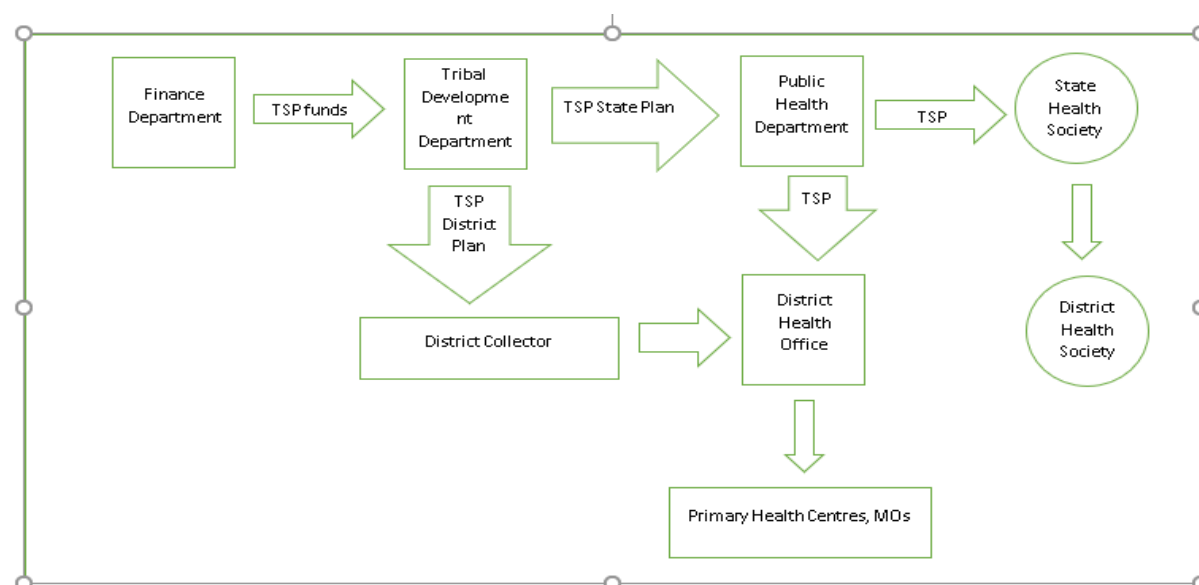 Finance
Department
TSP funds
Tribal
Developme
nt
Department
TSP State Plan
Public
Health
Department
TSP
State
Health
Society
TSP
District
Plan
TSP
District Collector
District
Health
Office
District
Health
Society
Primary Health Centres, MOs